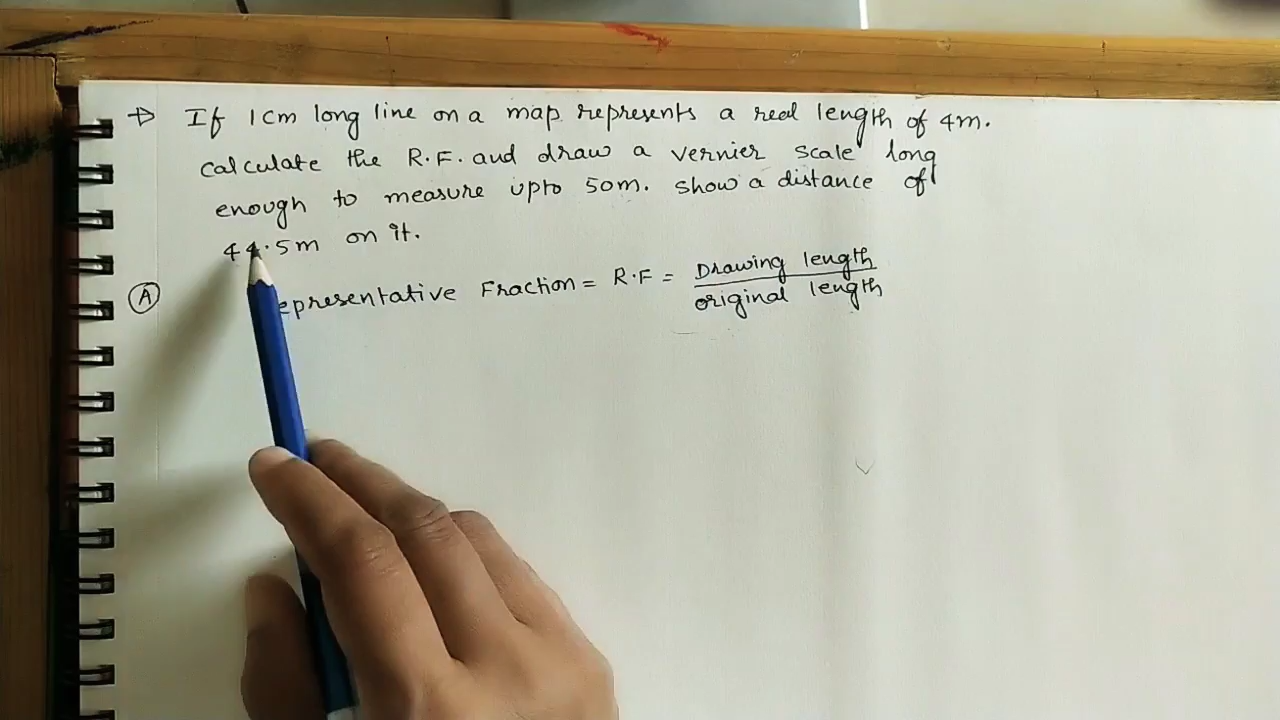 → If 1cm long line on a map represents a real length of 4m.
calculate the R.F. and draw a vernier scale long
enough to measure upto 50m. show a distance of
44.5m on it.
Ⓐ epresentative Fraction = R.F = Drawing length
original length